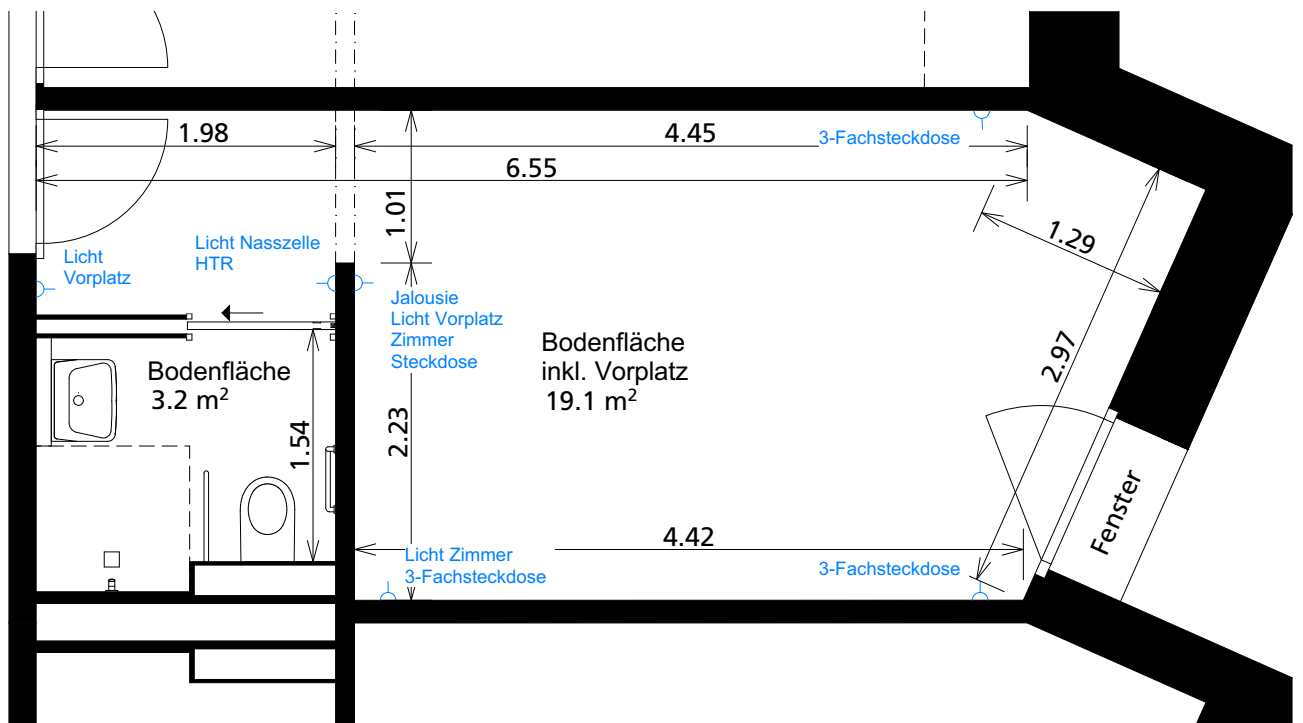 1.98
4.45
3-Fachsteckdose
6.55
1.01
1.29
Licht
Vorplatz
Licht Nasszelle
HTR
Jalousie
Licht Vorplatz
Zimmer
Steckdose
Bodenfläche
3.2 m²
Bodenfläche
inkl. Vorplatz
19.1 m²
2.97
2.23
1.54
Fenster
4.42
Licht Zimmer
3-Fachsteckdose
3-Fachsteckdose